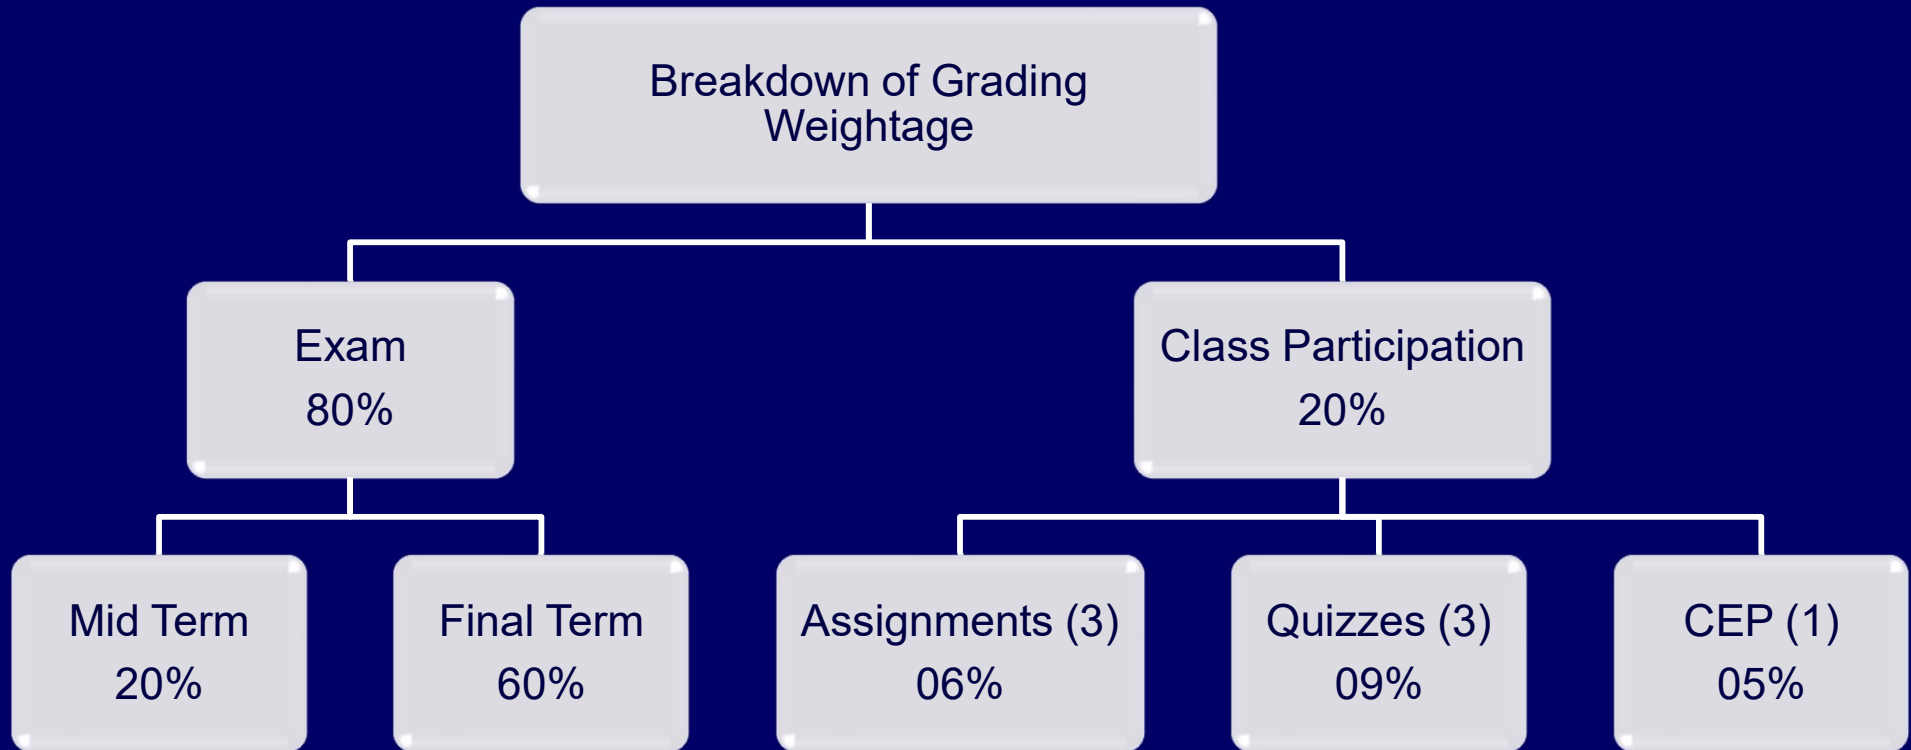 Breakdown of Grading
Weightage
Exam
80%
Class Participation
20%
Mid Term
20%
Final Term
60%
Assignments (3)
06%
Quizzes (3)
09%
CEP (1)
05%